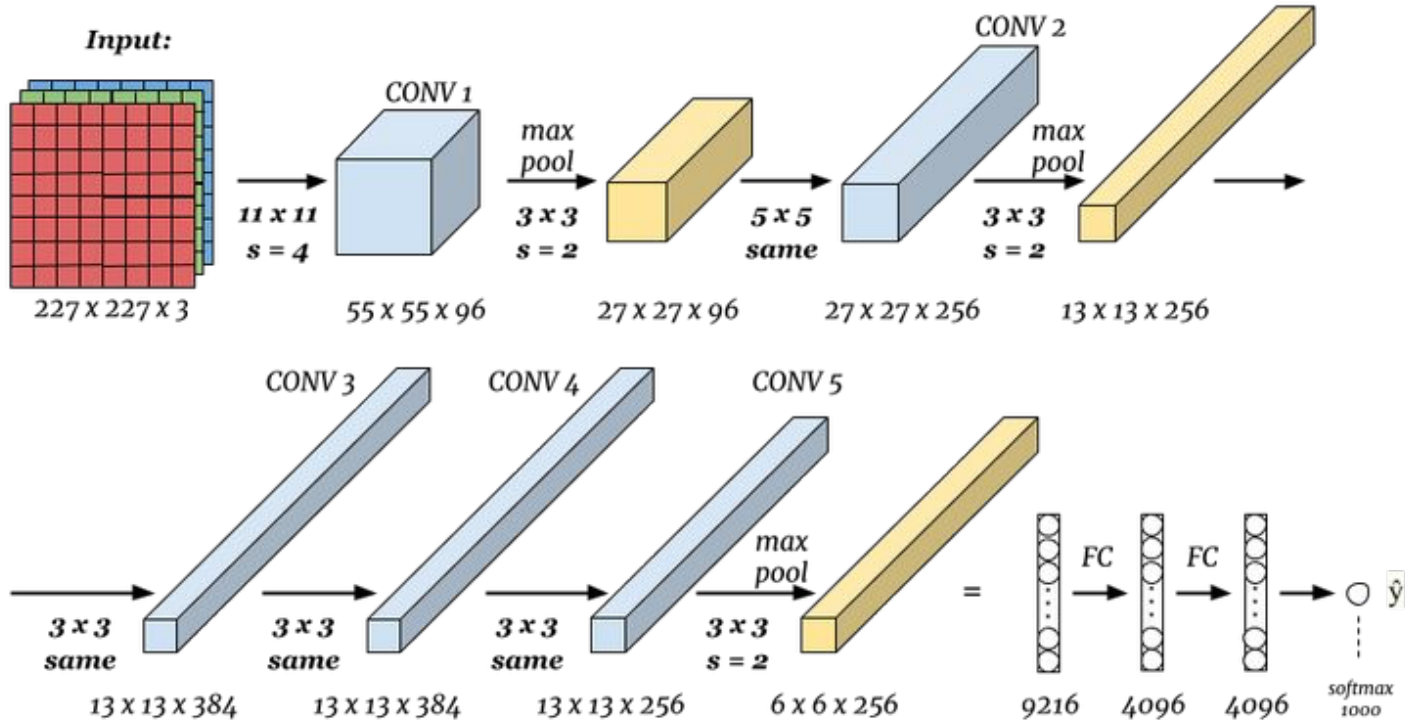 Input:
CONV 1
CONV 2
max
pool
max
pool
11 x 11
s = 4
3 x 3
s = 2
5 x 5
same
3 x 3
s = 2
227 x 227 x 3
55 x 55 x 96
27 x 27 x 96
27 x 27 x 256
13 x 13 x 256
CONV 3
CONV 4
CONV 5
max
pool
=
FC
FC
ŷ
3 x 3
same
3 x 3
same
3 x 3
same
3 x 3
s = 2
13 x 13 x 384
13 x 13 x 384
13 x 13 x 256
6 x 6 x 256
9216
4096
4096
softmax
1000